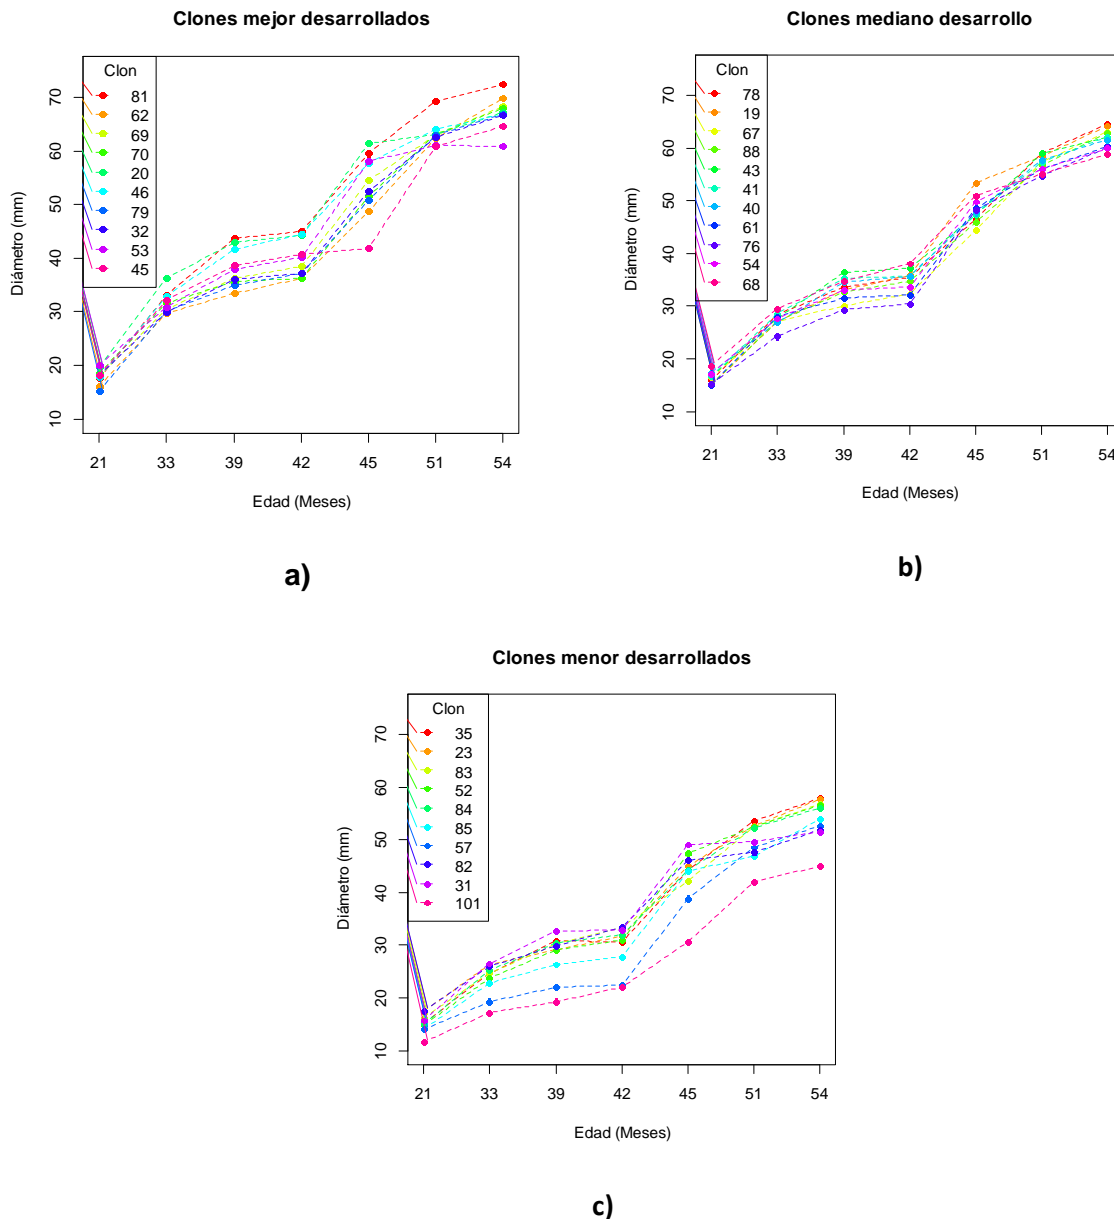 Clones mejor desarrollados
Clon
81
62
69
70
20
46
79
32
53
45
Diámetro (mm)
70
60
50
40
30
20
10
21 33 39 42 45 51 54
Edad (Meses)
a)
Clones mediano desarrollo
Clon
78
19
67
88
43
41
40
61
76
54
68
Diámetro (mm)
70
60
50
40
30
20
10
21 33 39 42 45 51 54
Edad (Meses)
b)
Clones menor desarrollados
Clon
35
23
83
52
84
85
57
82
31
101
Diámetro (mm)
70
60
50
40
30
20
10
21 33 39 42 45 51 54
Edad (Meses)
c)